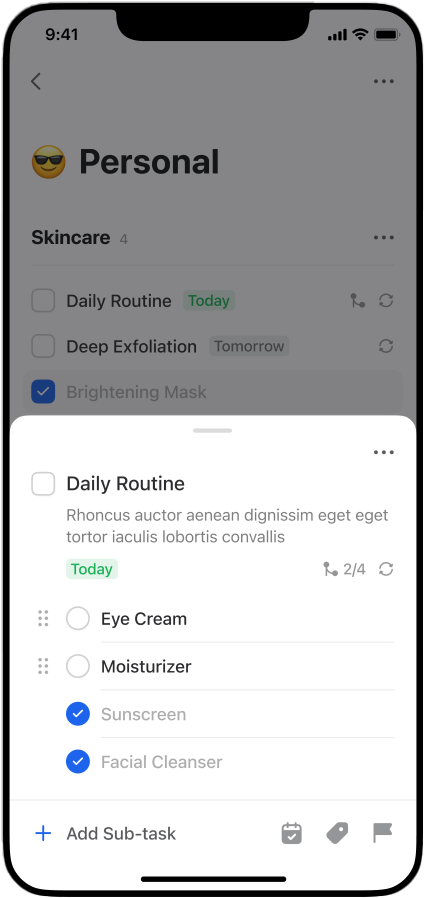 9:41
😎 Personal
Skincare 4
Daily Routine Today
Deep Exfoliation Tomorrow
Brightening Mask
Daily Routine
Rhoncus auctor aenean dignissim eget eget
tortor iaculis lobortis convallis
Today 2/4
Eye Cream
Moisturizer
Sunscreen
Facial Cleanser
+ Add Sub-task